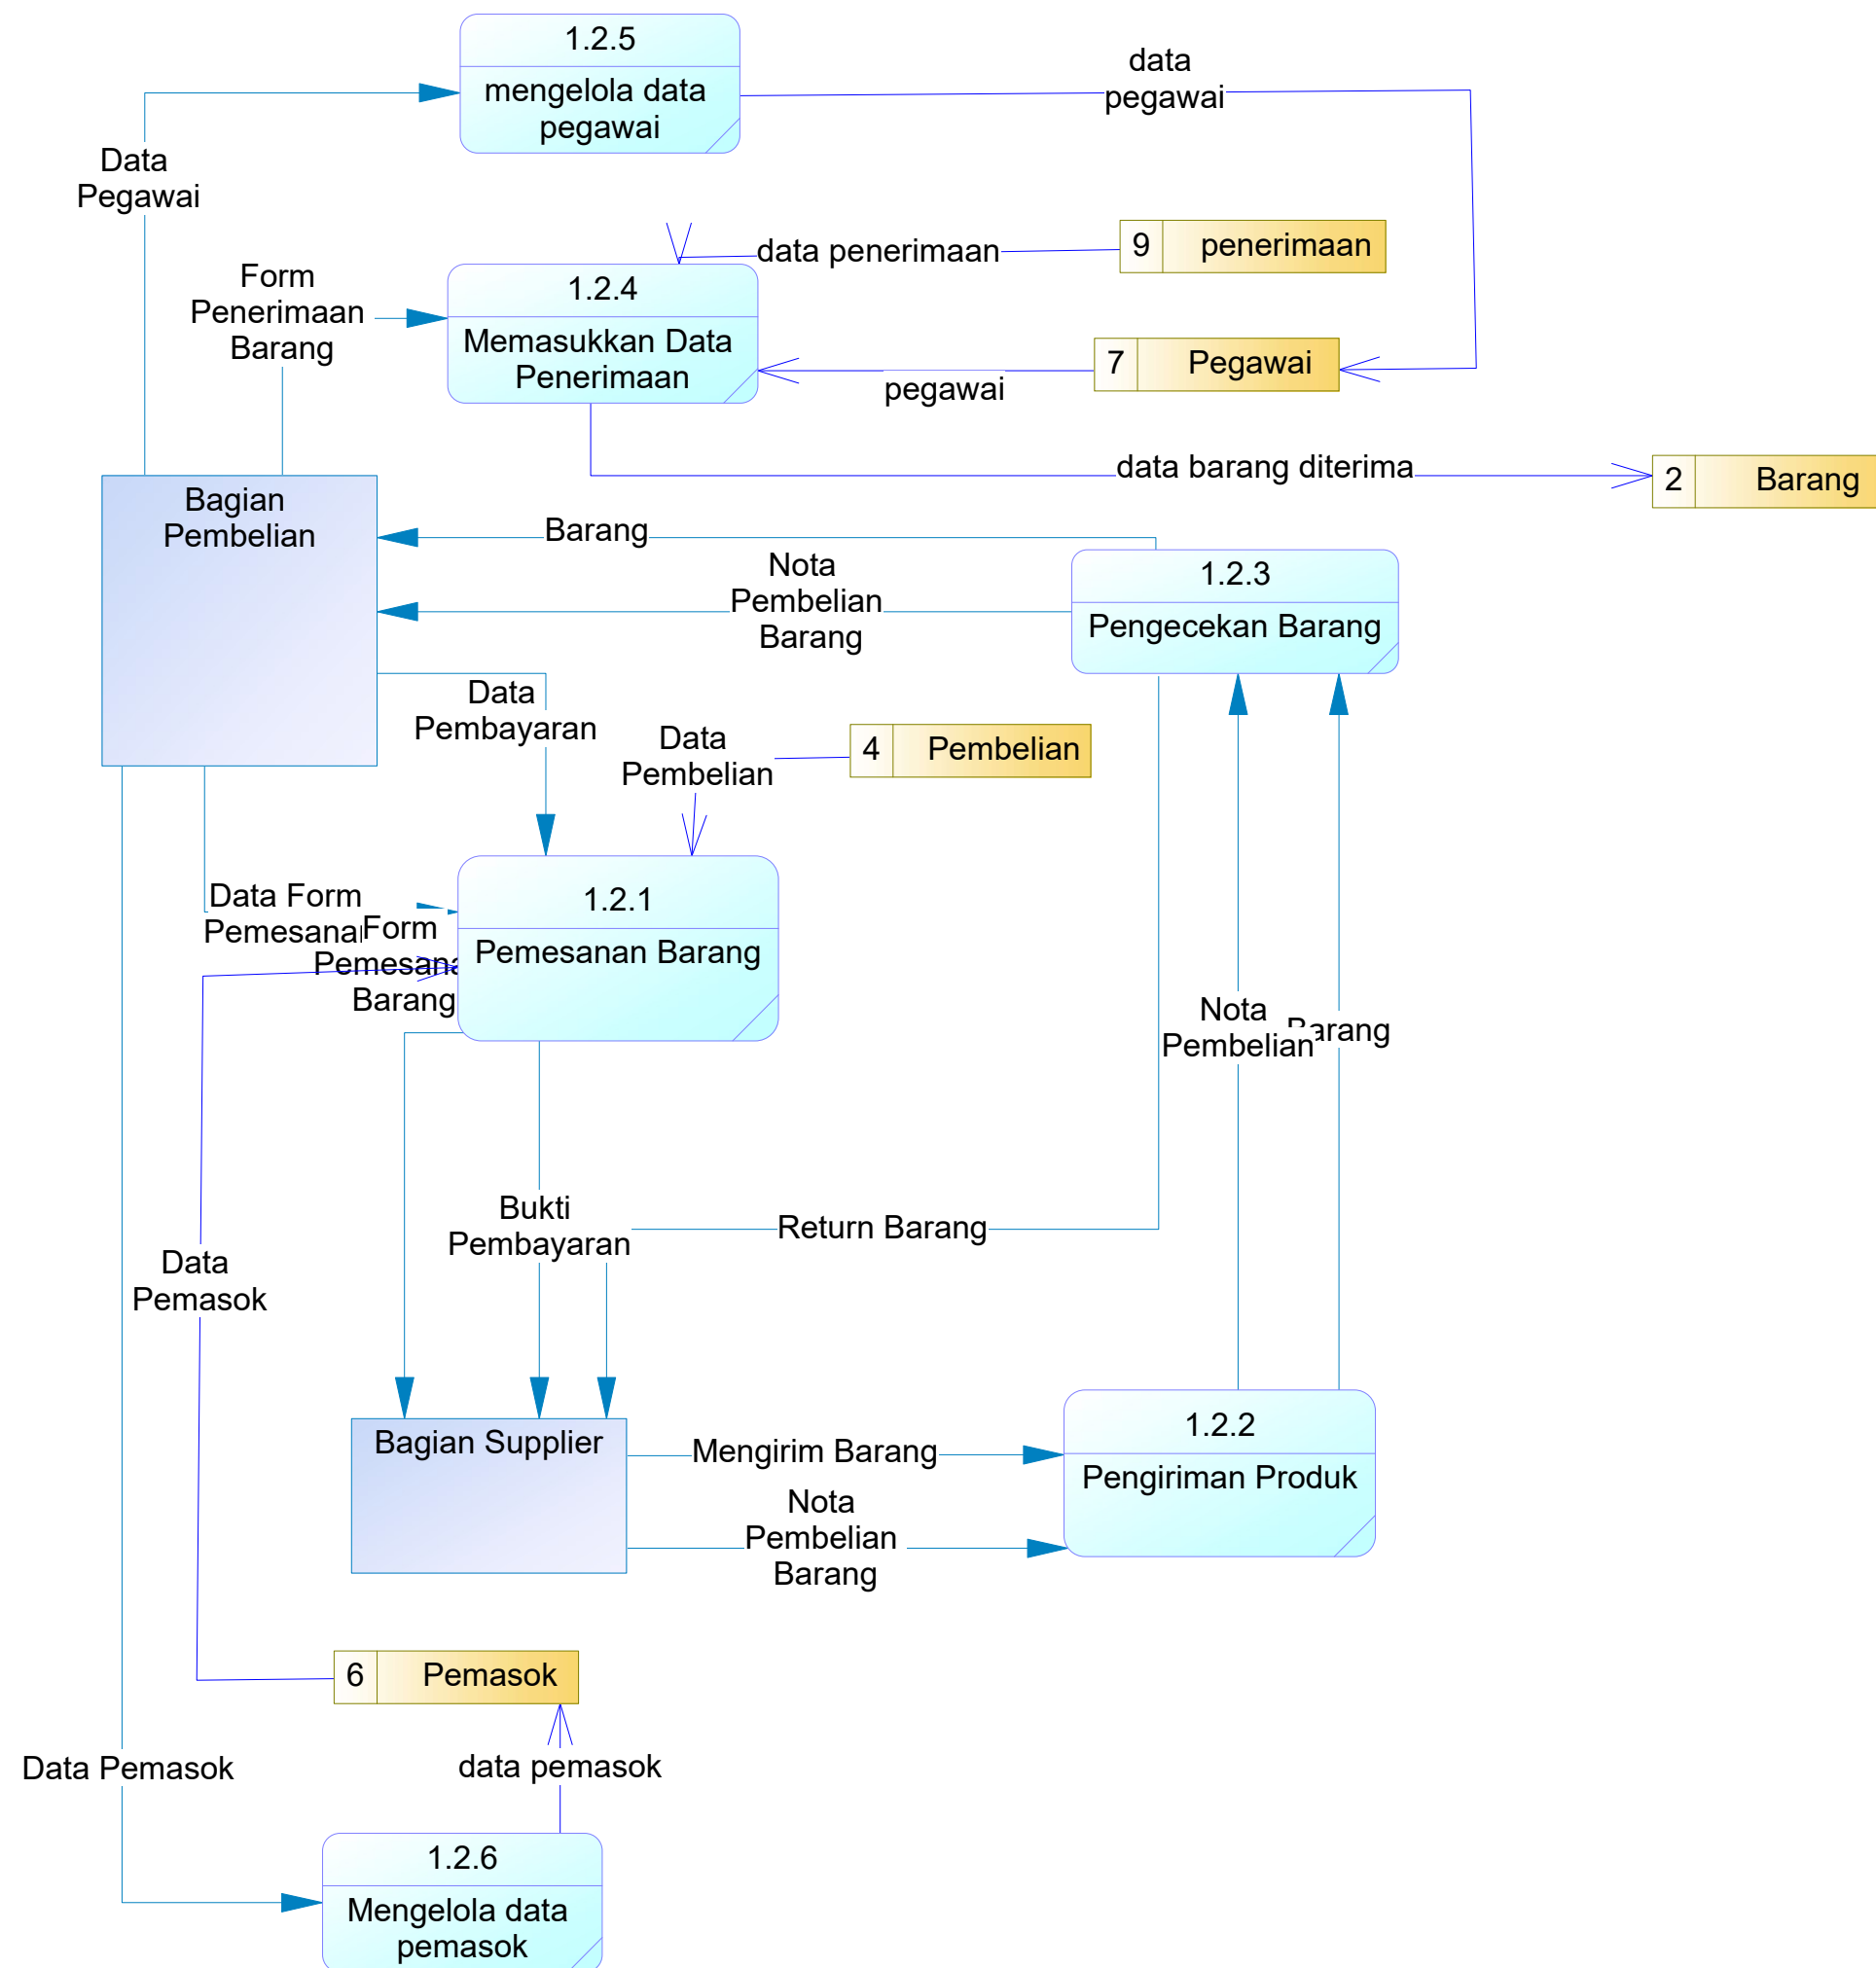 1.2.5
mengelola data
pegawai
data
pegawai
Data
Pegawai
9 penerimaan
data penerimaan
Form
Penerimaan
Barang
1.2.4
Memasukkan Data
Penerimaan
7 Pegawai
pegawai
data barang diterima
2 Barang
Bagian
Pembelian
Barang
Nota
Pembelian
Barang
1.2.3
Pengecekan Barang
Data
Pembayaran
Data
Pembelian
4 Pembelian
1.2.1
Pemesanan Barang
Data Form
Pemesana
Form
Pemesana
Barang
Nota
Pembelian
Barang
Bukti
Pembayaran
Return Barang
Data
Pemasok
Bagian Supplier
Mengirim Barang
Nota
Pembelian
Barang
1.2.2
Pengiriman Produk
6 Pemasok
Data Pemasok
data pemasok
1.2.6
Mengelola data
pemasok